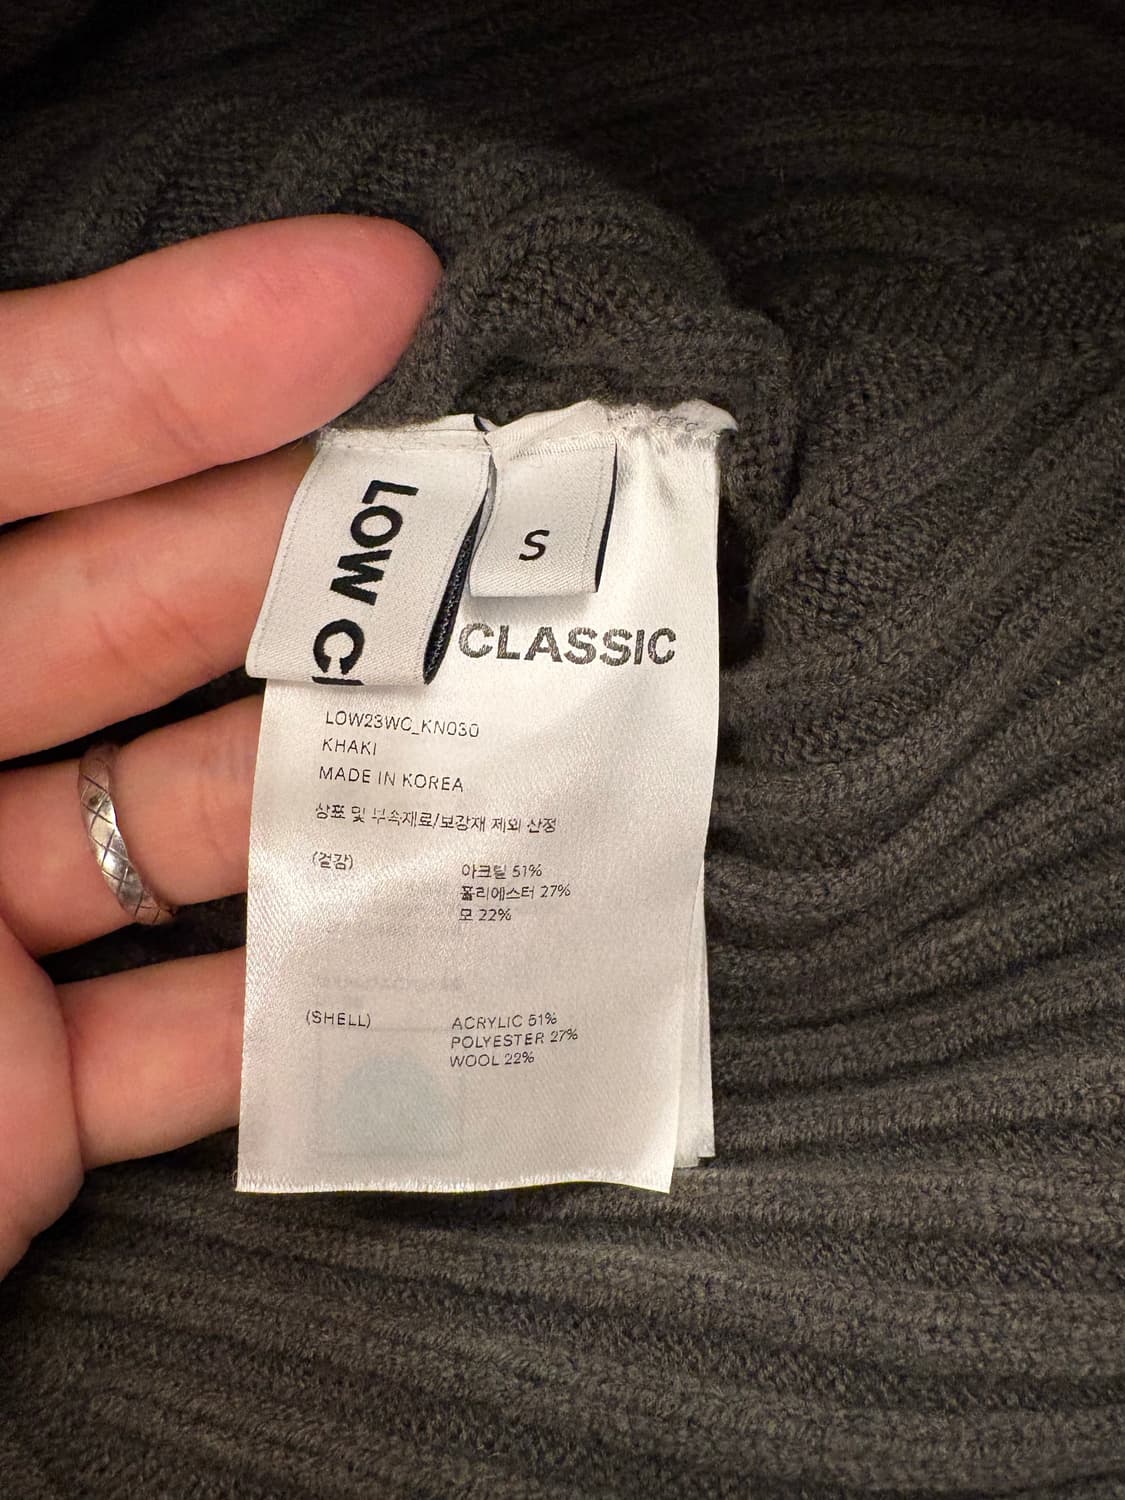 LOW Cl
S
CLASSIC
LOW23WC_KN030
KHAKI
MADE IN KOREA
상표 및 부속재료/보강재 제외 산정
(겉감)
아크릴 51%
폴리에스터 27%
모 22%
(SHELL)
ACRYLIC 51%
POLYESTER 27%
WOOL 22%